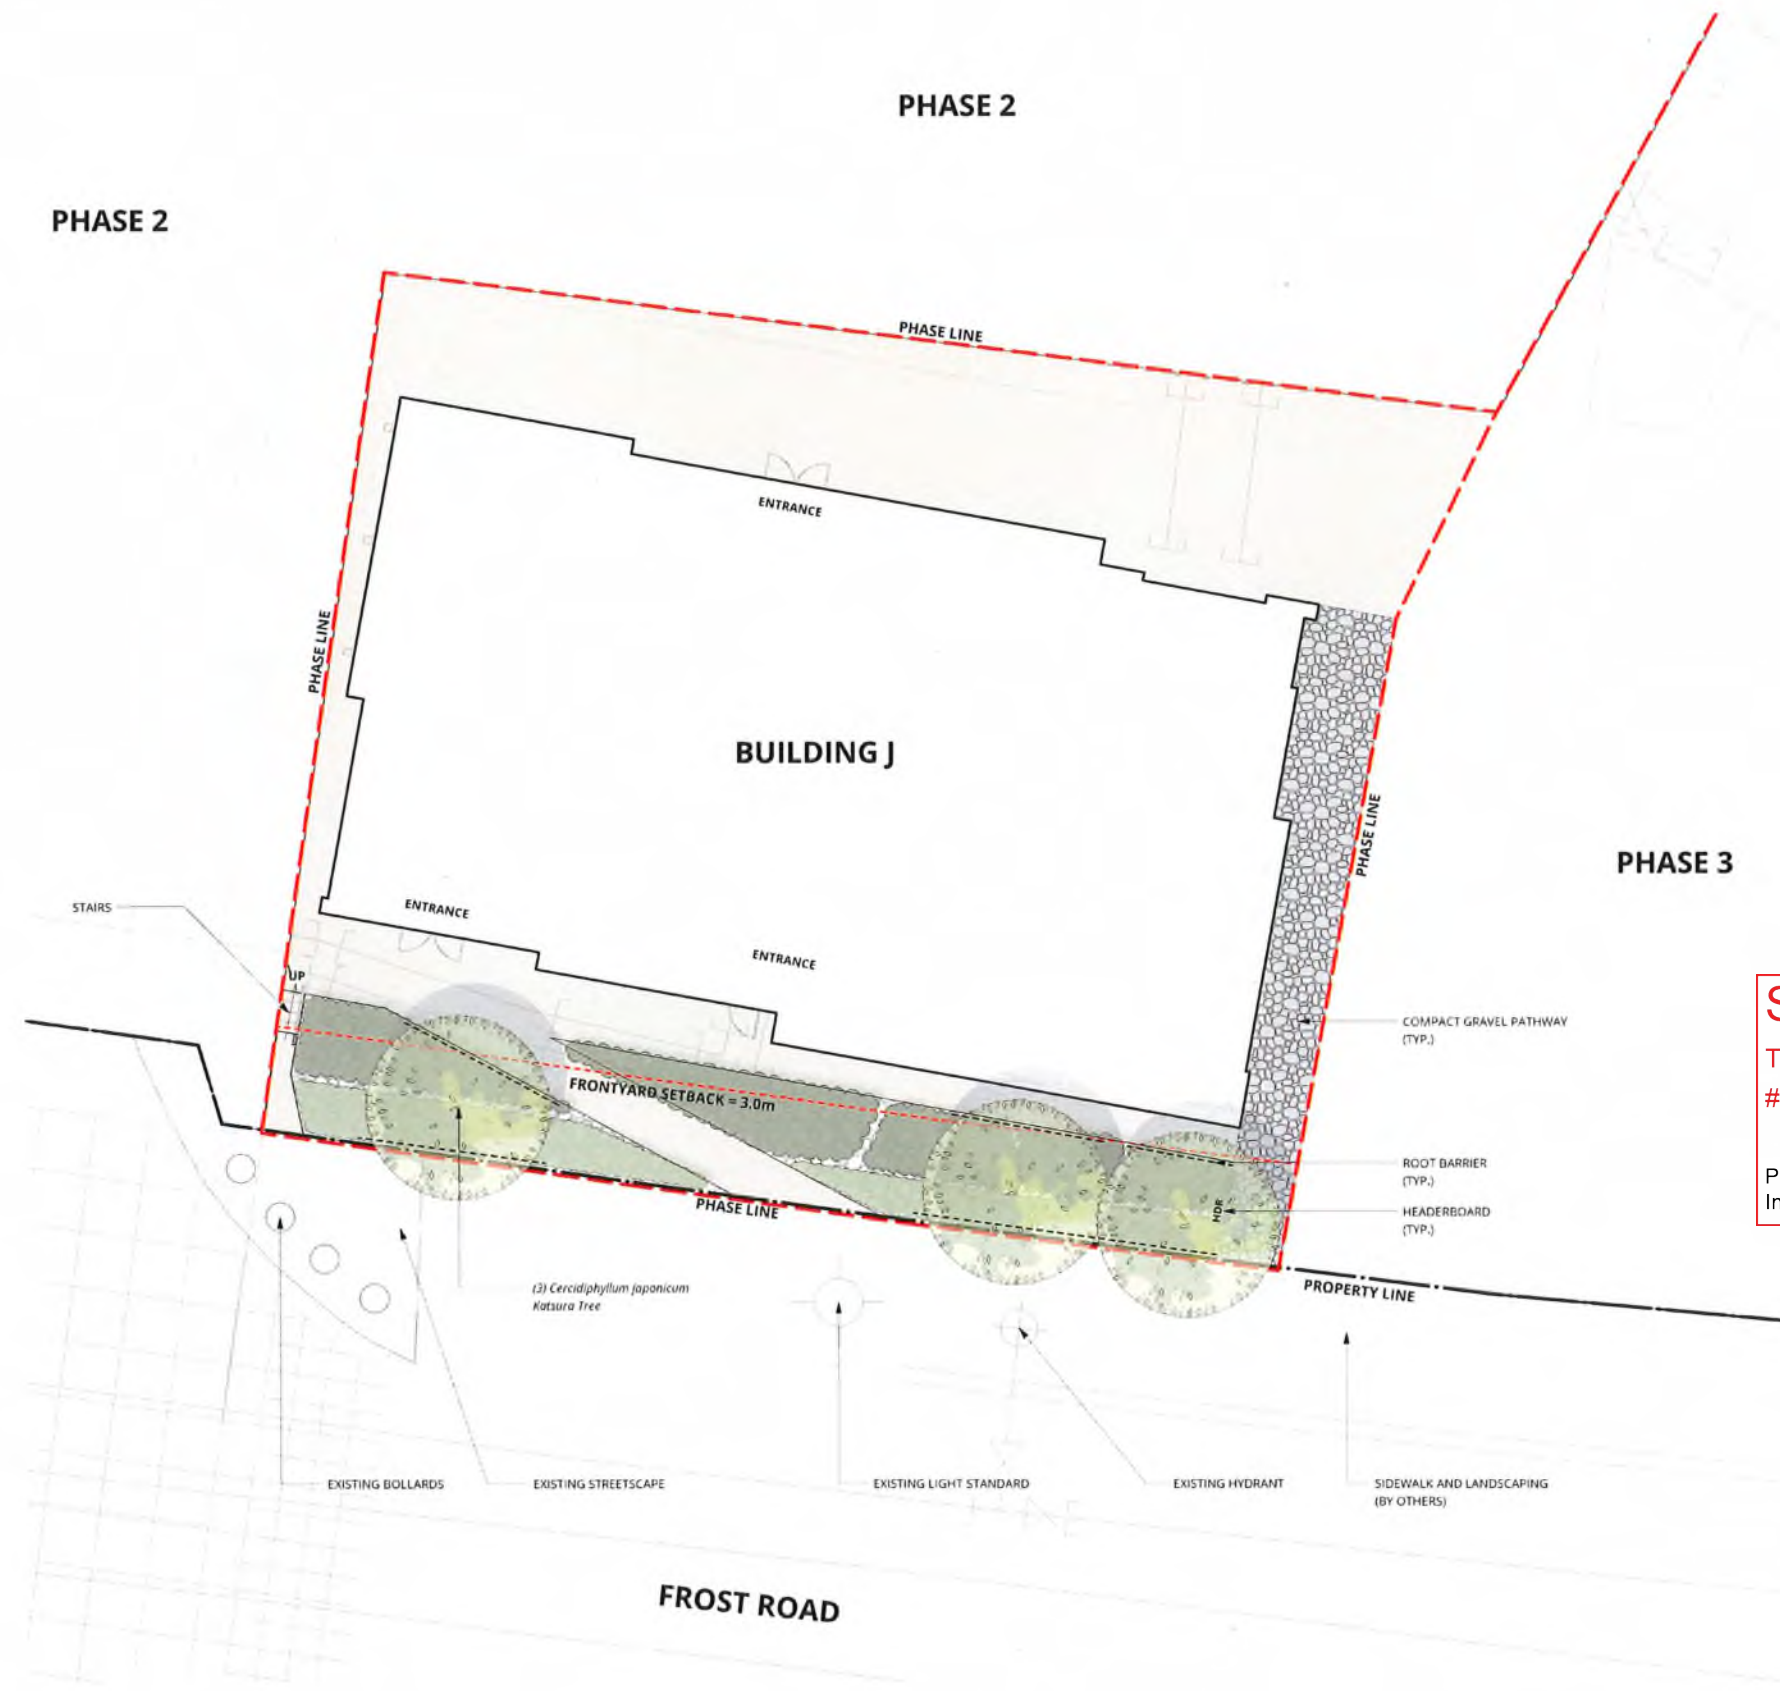 PHASE 2
PHASE 2
PHASE LINE
ENTRANCE
PHASE LINE
BUILDING J
PHASE LINE
PHASE 3
STAIRS
ENTRANCE
ENTRANCE
UP
COMPACT GRAVEL PATHWAY
(TYP.)
FRONTYARD SETBACK = 3.0m
ROOT BARRIER
(TYP.)
PHASE LINE
HDR
HEADERBOARD
(TYP.)
(3) Cercidiphyllum japonicum
Katsura Tree
PROPERTY LINE
EXISTING BOLLARDS
EXISTING STREETSCAPE
EXISTING LIGHT STANDARD
EXISTING HYDRANT
SIDEWALK AND LANDSCAPING
(BY OTHERS)
FROST ROAD